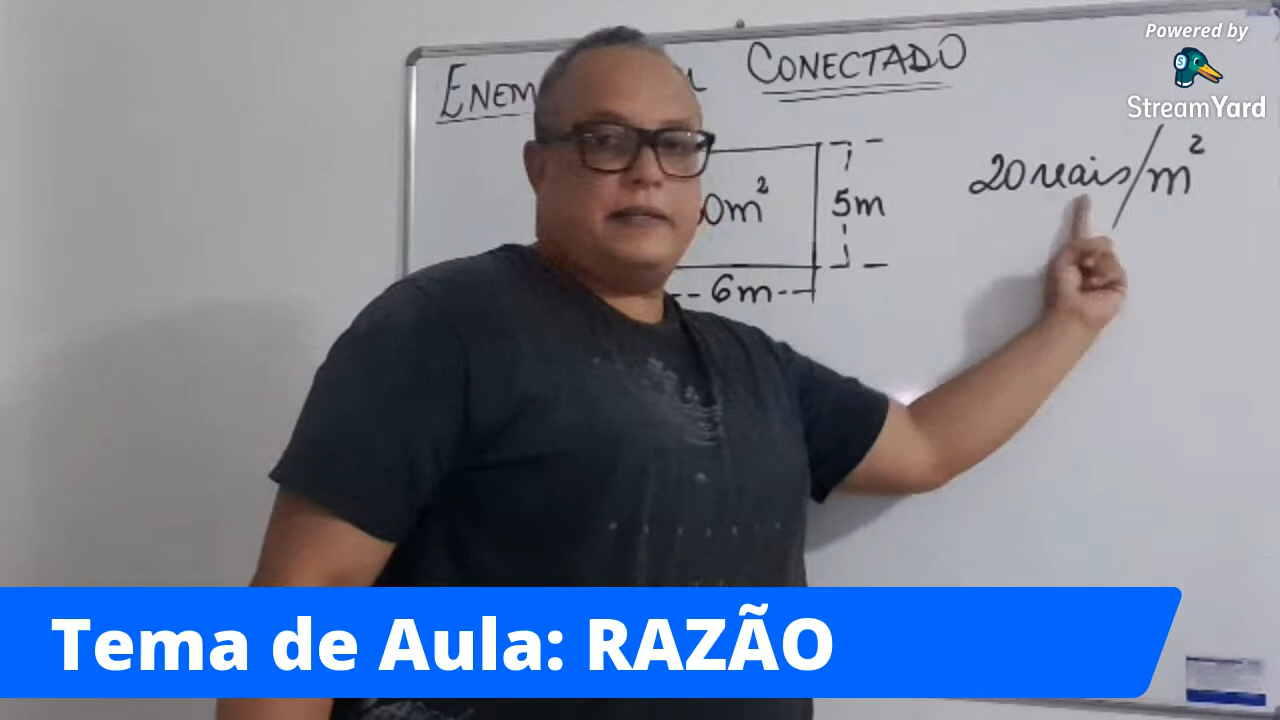 Powered by
StreamYard
ENEM CONECTADO
0m²
5m
20 reais/m²
6m
Tema de Aula: RAZÃO